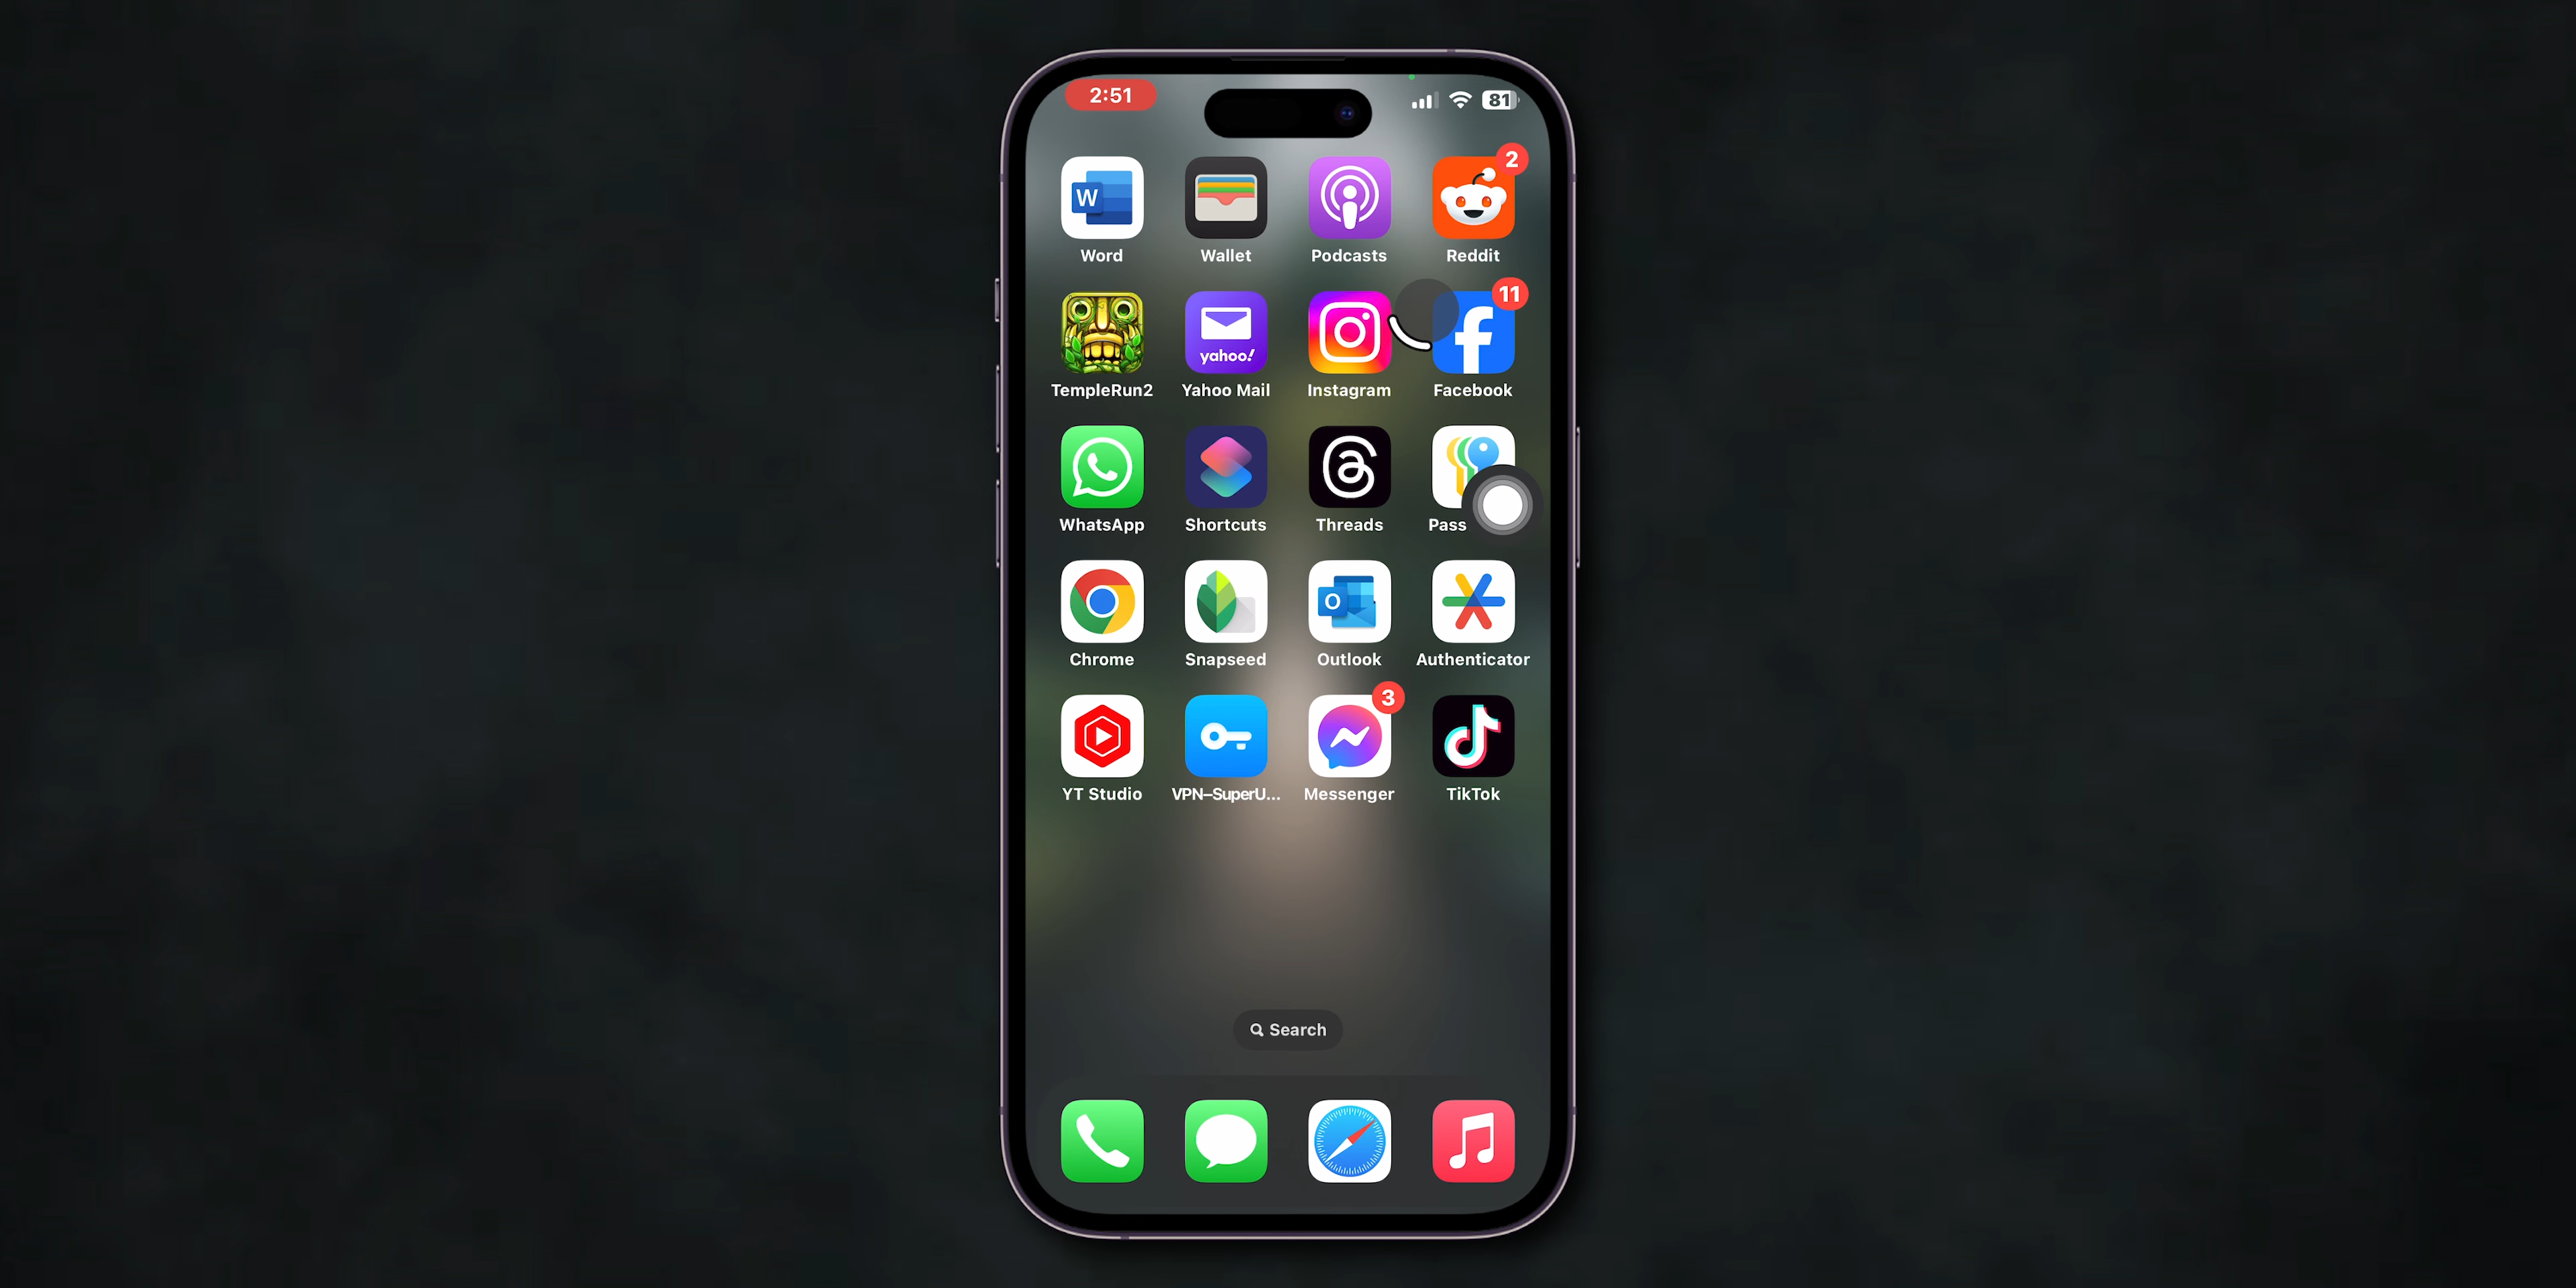 2:51
81
2
W
Word
Wallet
Podcasts
Reddit
11
yahoo!
TempleRun2
Yahoo Mail
Instagram
Facebook
WhatsApp
Shortcuts
Threads
Pass
O
Chrome
Snapseed
Outlook
Authenticator
3
YT Studio
VPN–SuperU...
Messenger
TikTok
Search